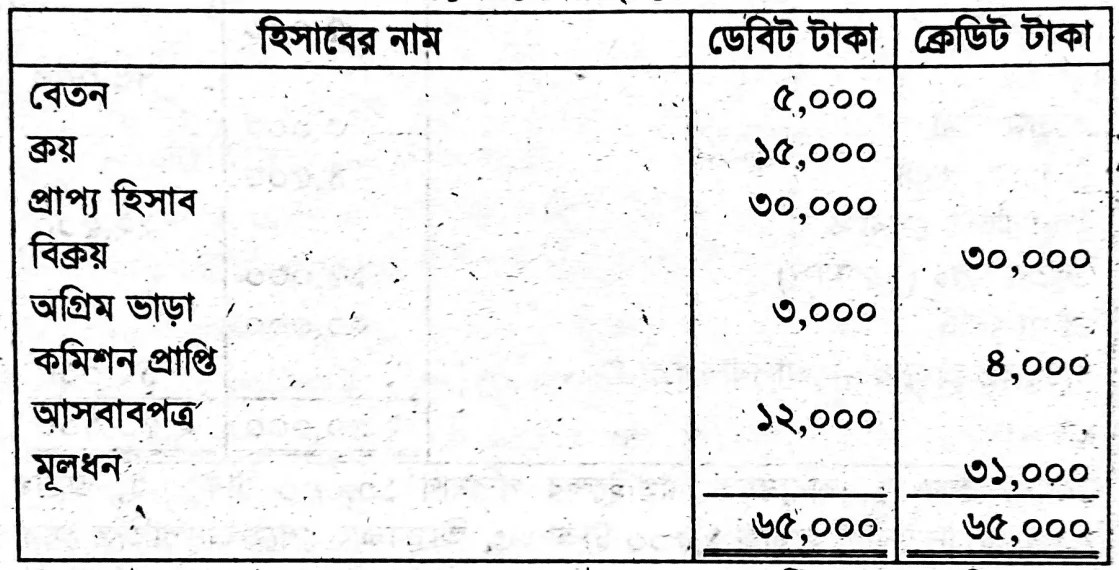 হিসাবের নাম ডেবিট টাকা ক্রেডিট টাকা
বেতন ৫,০০০
ক্রয় ১৫,০০০
প্রাপ্য হিসাব ৩০,০০০
বিক্রয় ৩০,০০০
অগ্রিম ভাড়া ৩,০০০
কমিশন প্রাপ্তি ৪,০০০
আসবাবপত্র ১২,০০০
মূলধন ৩১,০০০
৬৫,০০০ ৬৫,০০০